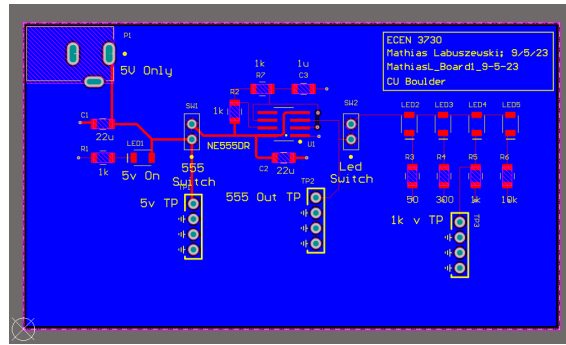 ECEN 3730
Mathias Labuszewski; 9/5/23
MathiasL_Board1_9-5-23
CU Boulder
P1
5V Only
1k
1u
R7
C3
R2
1k
C1
22u
SW1
NE555DR
U1
SW2
LED2
LED3
LED4
LED5
R1
1k
LED1
5v On
C2
22u
555
Switch
Led
Switch
R3
R4
R5
R6
50
300
1k
10k
TP1
5v TP
TP2
555 Out TP
1k v TP
TP3